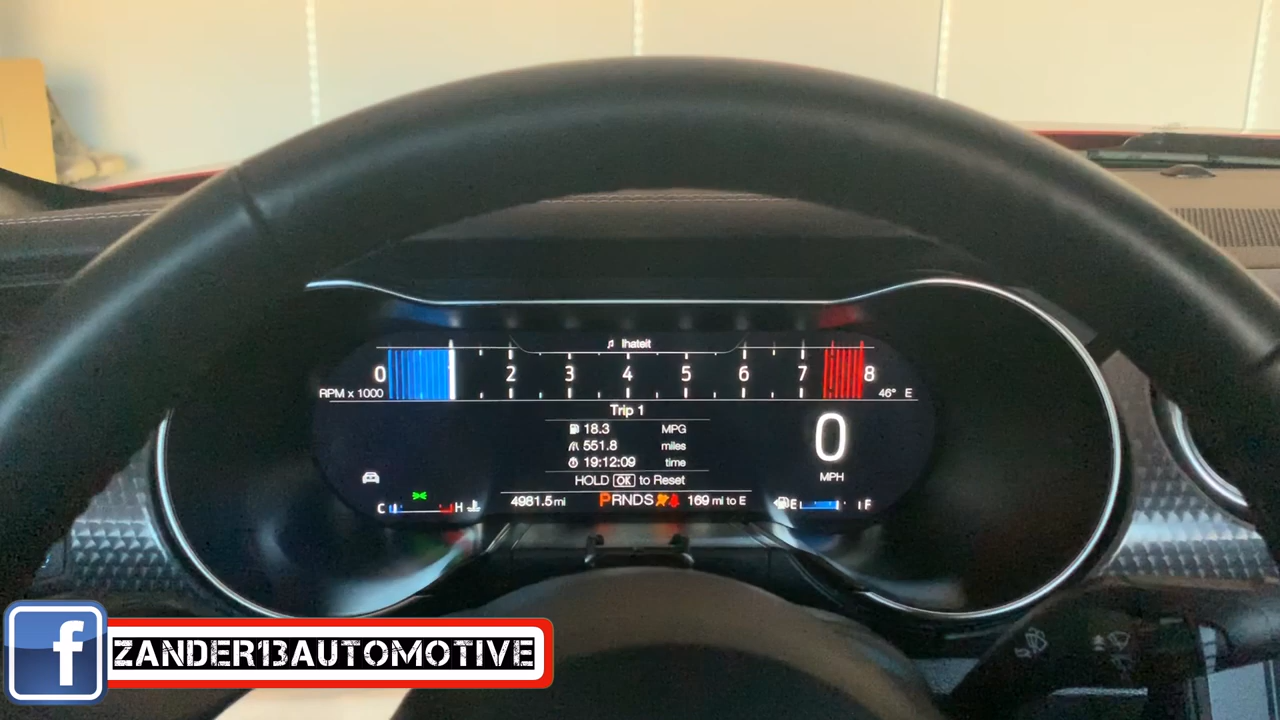 ♫ Ihateit
0 2 3 4 5 6 7 8
RPM x 1000
46° E
Trip 1
18.3 MPG
551.8 miles
19:12:09 time
HOLD OK to Reset
0
MPH
C H
4981.5 mi
PRNDS
169 mi to E
E F
f ZANDER13AUTOMOTIVE